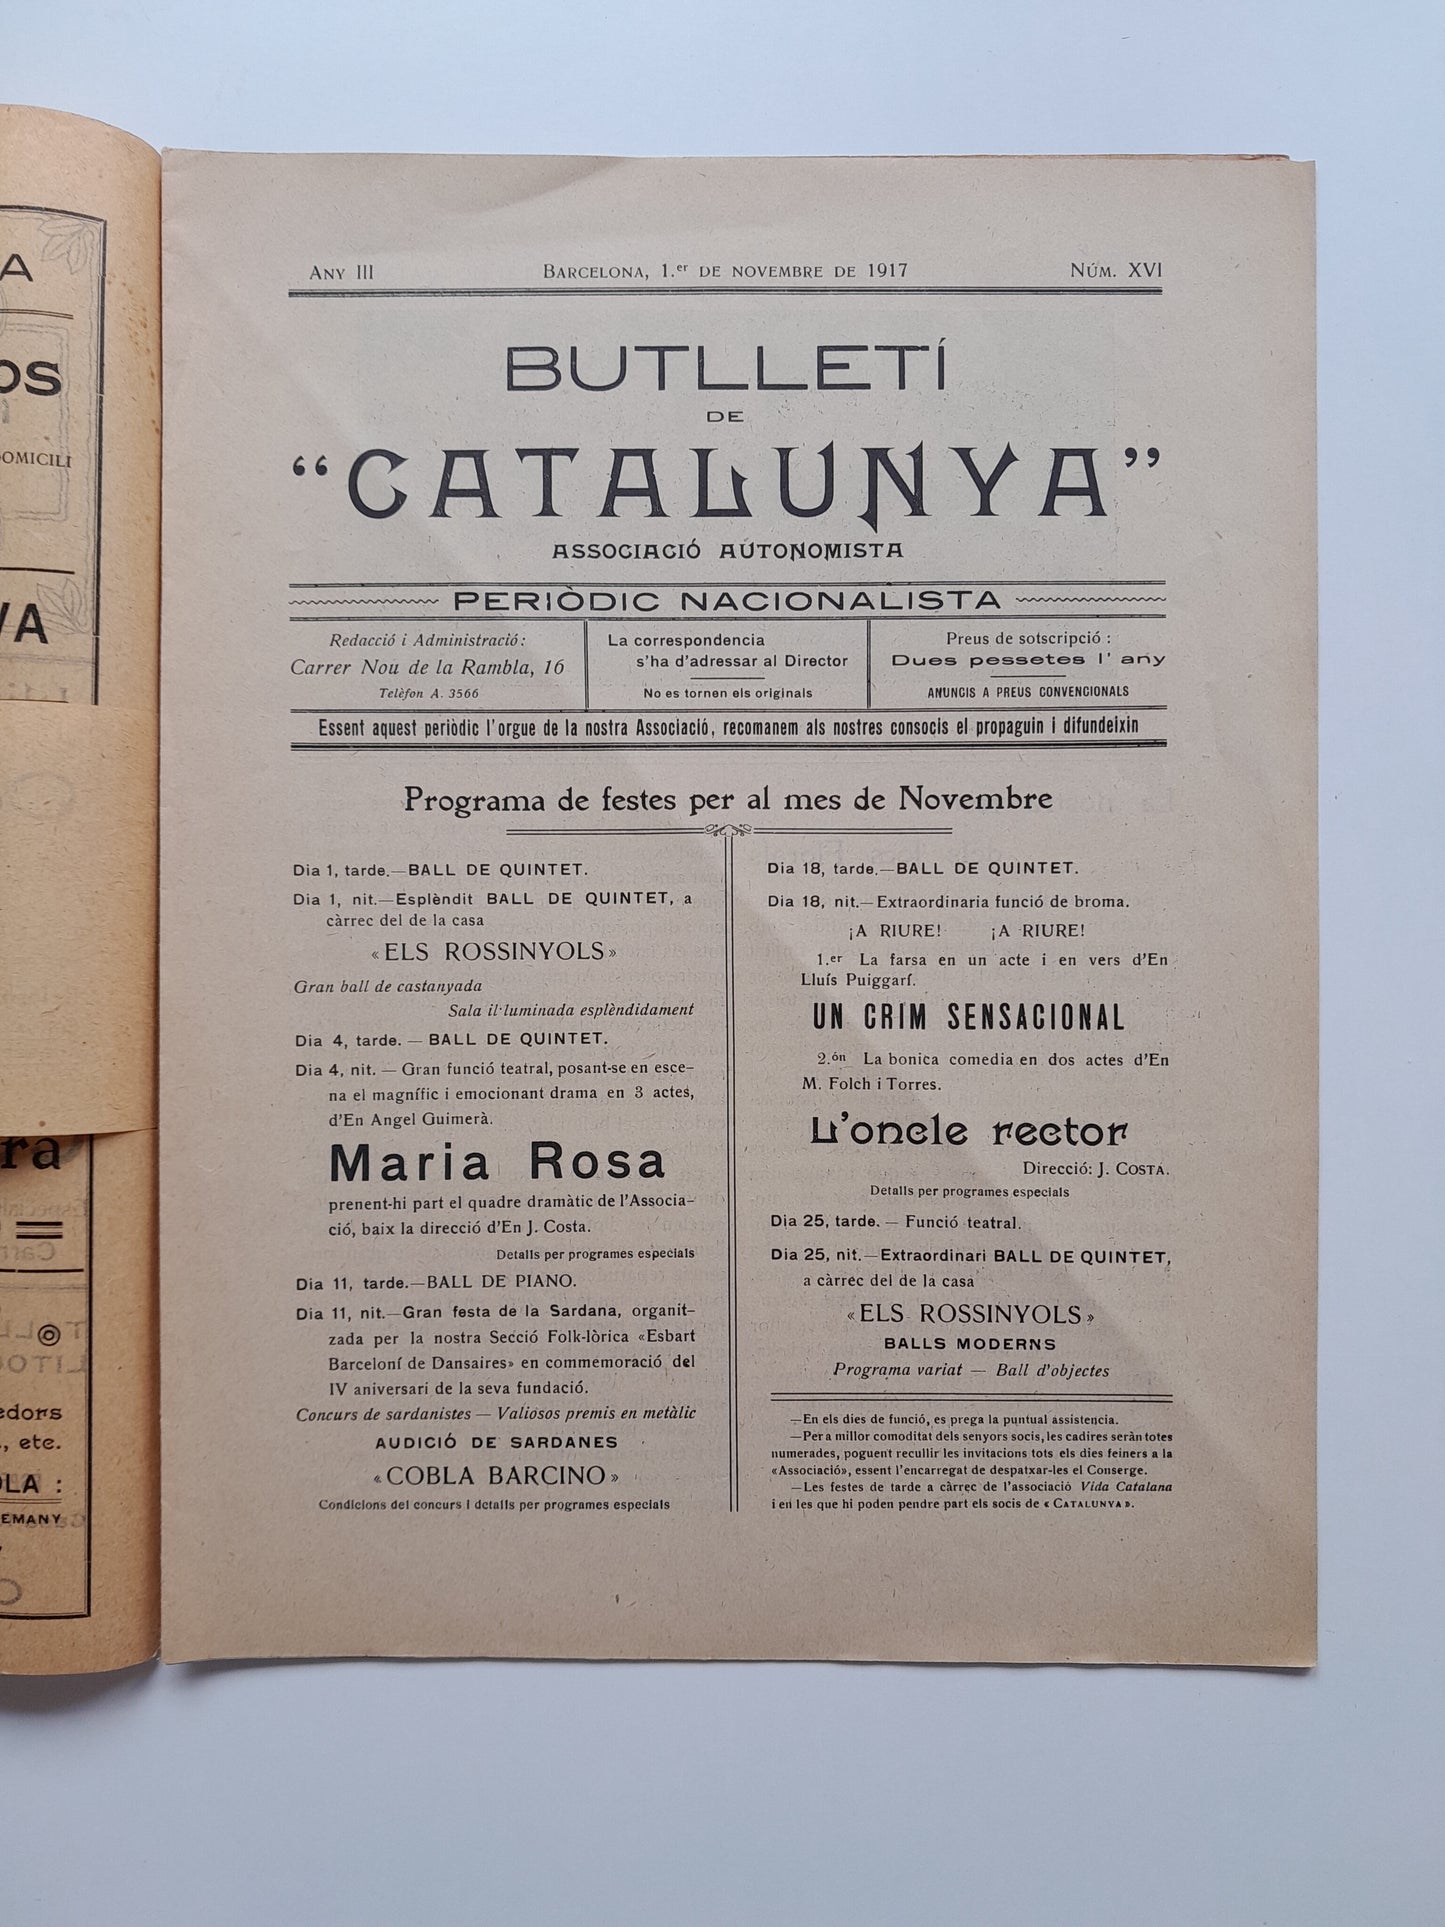 A
OS
DOMICILI
VA
ra
edors
, etc.
OLA :
EMANY
Any III
Barcelona, 1.er de novembre de 1917
Núm. XVI
BUTLLETÍ
DE
“CATALUNYA”
ASSOCIACIÓ AUTONOMISTA
PERIÒDIC NACIONALISTA
Redacció i Administració:
Carrer Nou de la Rambla, 16
Telèfon A. 3566
La correspondencia
s'ha d'adressar al Director
No es tornen els originals
Preus de sotscripció :
Dues pessetes l' any
ANUNCIS A PREUS CONVENCIONALS
Essent aquest periòdic l'orgue de la nostra Associació, recomanem als nostres consocis el propaguin i difundeixin
Programa de festes per al mes de Novembre
Dia 1, tarde.—BALL DE QUINTET.
Dia 1, nit.—Esplèndit BALL DE QUINTET, a
càrrec del de la casa
«ELS ROSSINYOLS»
Gran ball de castanyada
Sala il·luminada esplèndidament
Dia 4, tarde. — BALL DE QUINTET.
Dia 4, nit. — Gran funció teatral, posant-se en esce-
na el magnífic i emocionant drama en 3 actes,
d'En Angel Guimerà.
Maria Rosa
prenent-hi part el quadre dramàtic de l'Associa-
ció, baix la direcció d'En J. Costa.
Detalls per programes especials
Dia 11, tarde.—BALL DE PIANO.
Dia 11, nit.—Gran festa de la Sardana, organit-
zada per la nostra Secció Folk-lòrica «Esbart
Barceloní de Dansaires» en commemoració del
IV aniversari de la seva fundació.
Concurs de sardanistes — Valiosos premis en metàlic
AUDICIÓ DE SARDANES
«COBLA BARCINO»
Condicions del concurs i detalls per programes especials
Dia 18, tarde.—BALL DE QUINTET.
Dia 18, nit.—Extraordinaria funció de broma.
¡A RIURE! ¡A RIURE!
1.er La farsa en un acte i en vers d'En
Lluís Puiggarí.
UN CRIM SENSACIONAL
2.ón La bonica comedia en dos actes d'En
M. Folch i Torres.
L'oncle rector
Direcció: J. Costa.
Detalls per programes especials
Dia 25, tarde. — Funció teatral.
Dia 25, nit.—Extraordinari BALL DE QUINTET,
a càrrec del de la casa
«ELS ROSSINYOLS»
BALLS MODERNS
Programa variat — Ball d'objectes
—En els dies de funció, es prega la puntual assistencia.
—Per a millor comoditat dels senyors socis, les cadires seràn totes
numerades, poguent recullir les invitacions tots els dies feiners a la
«Associació», essent l'encarregat de despatxar-les el Conserge.
—Les festes de tarde a càrrec de l'associació Vida Catalana
i en les que hi poden pendre part els socis de « Catalunya ».